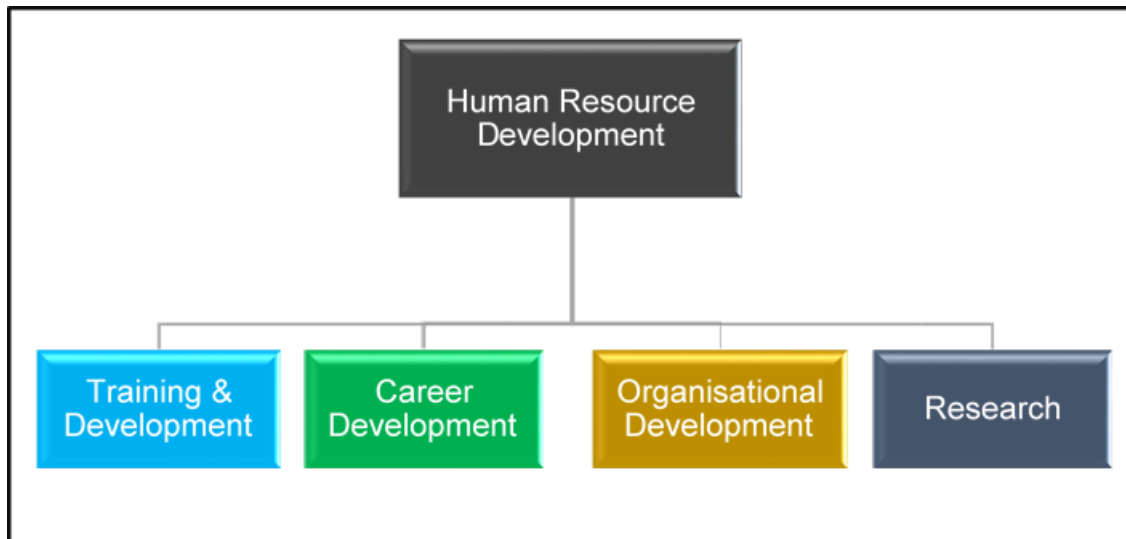 Human Resource
Development
Training &
Development
Career
Development
Organisational
Development
Research